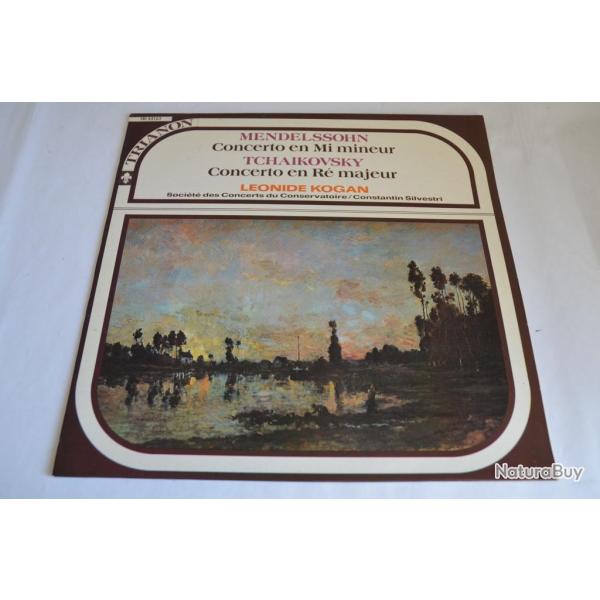 TRIANON
MENDELSSOHN
Concerto en Mi mineur
TCHAIKOVSKY
Concerto en Ré majeur
LEONIDE KOGAN
Société des Concerts du Conservatoire/Constantin Silvestri
NaturaBuy